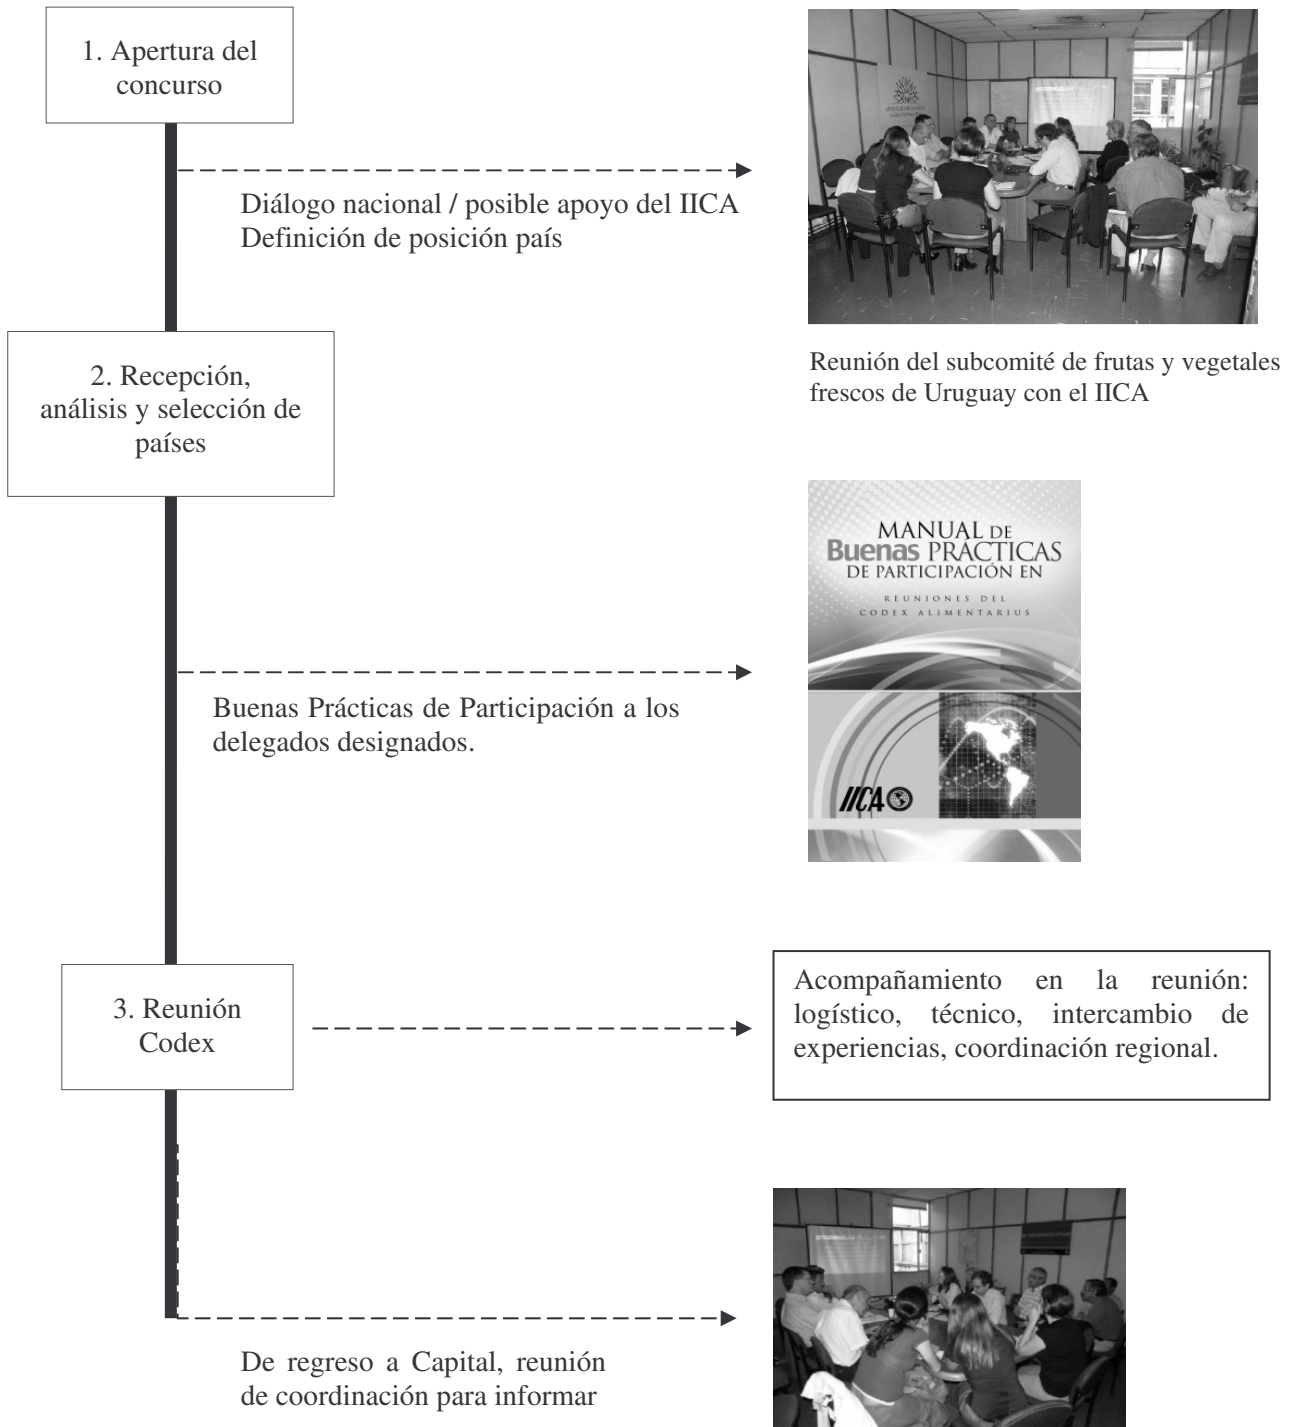 1. Apertura del
concurso
Diálogo nacional / posible apoyo del IICA
Definición de posición país
Reunión del subcomité de frutas y vegetales
frescos de Uruguay con el IICA
2. Recepción,
análisis y selección de
países
MANUAL DE
Buenas PRÁCTICAS
DE PARTICIPACIÓN EN
REUNIONES DEL
CODEX ALIMENTARIUS
IICA
Buenas Prácticas de Participación a los
delegados designados.
3. Reunión
Codex
Acompañamiento en la reunión:
logístico, técnico, intercambio de
experiencias, coordinación regional.
De regreso a Capital, reunión
de coordinación para informar